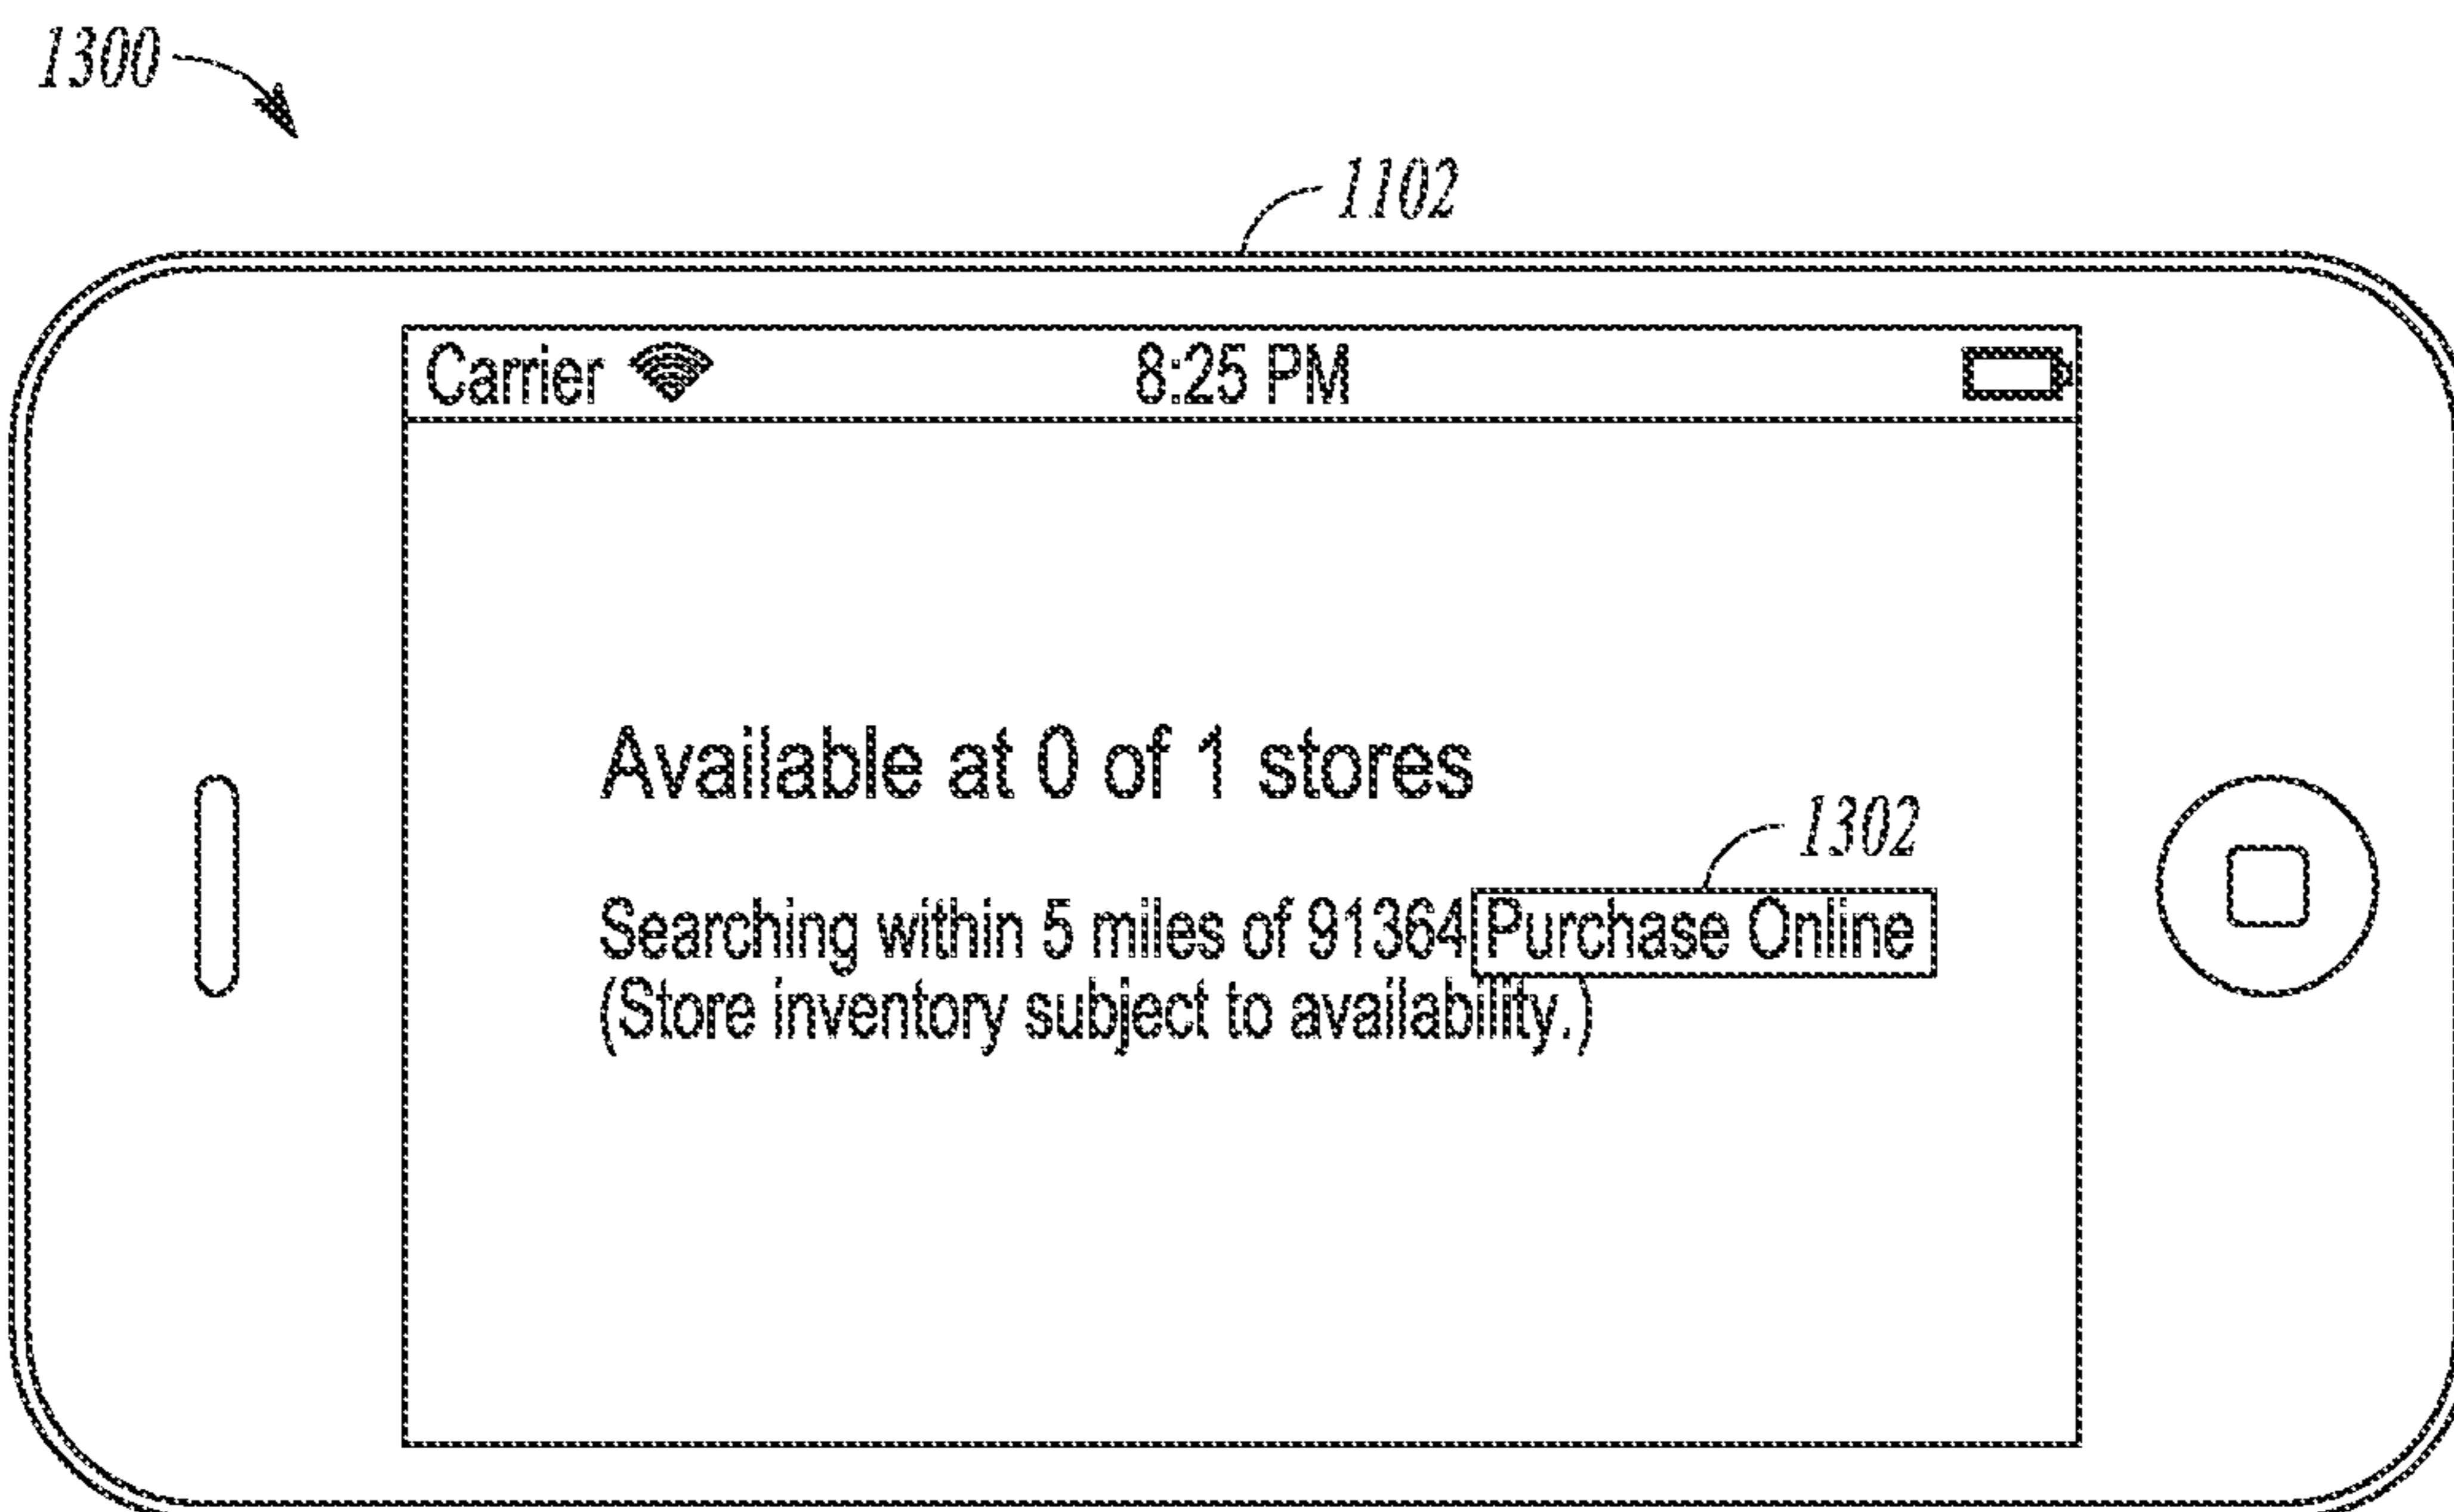 1300
1102
Carrier 8:25 PM
Available at 0 of 1 stores
1302
Searching within 5 miles of 91364 Purchase Online
(Store inventory subject to availability.)